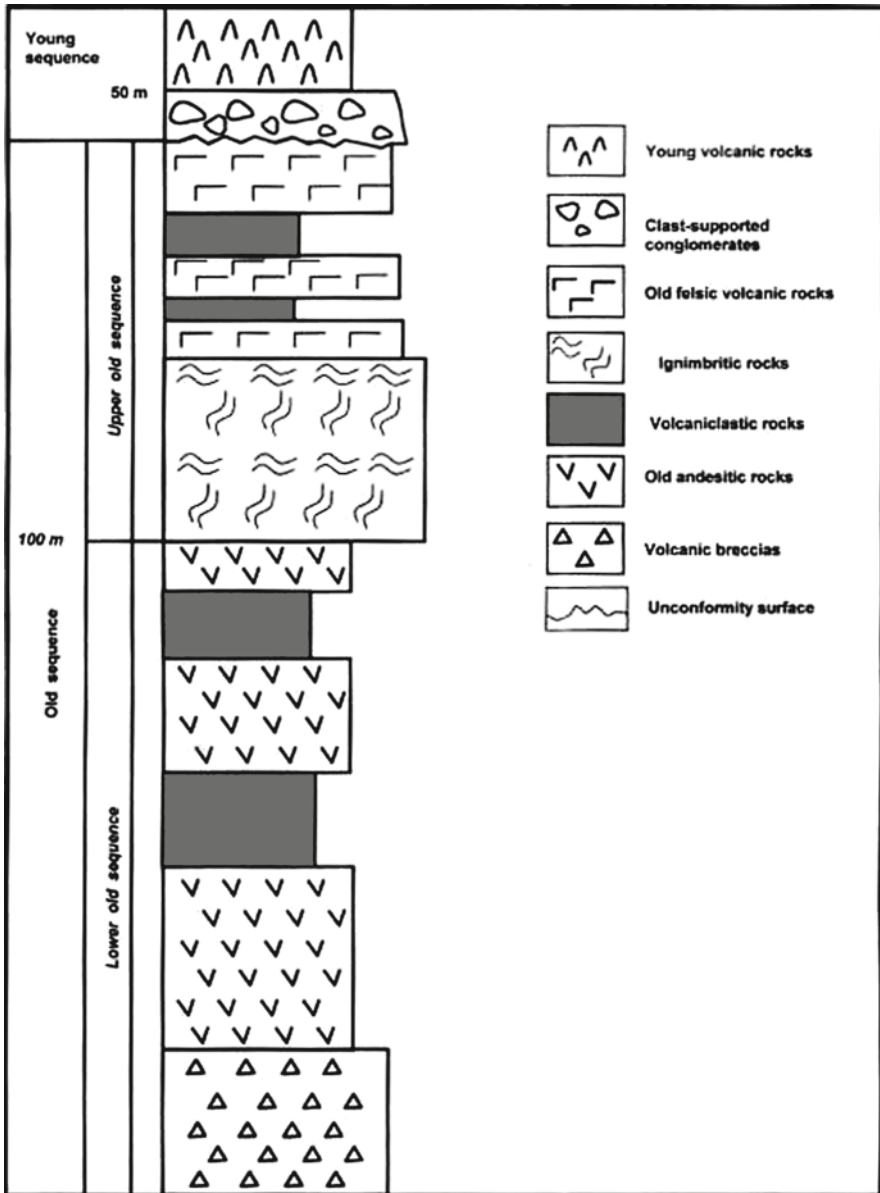 Young
sequence
50 m
Upper old sequence
100 m
Old sequence
Lower old sequence
Young volcanic rocks
Clast-supported
conglomerates
Old felsic volcanic rocks
Ignimbritic rocks
Volcaniclastic rocks
Old andesitic rocks
Volcanic breccias
Unconformity surface